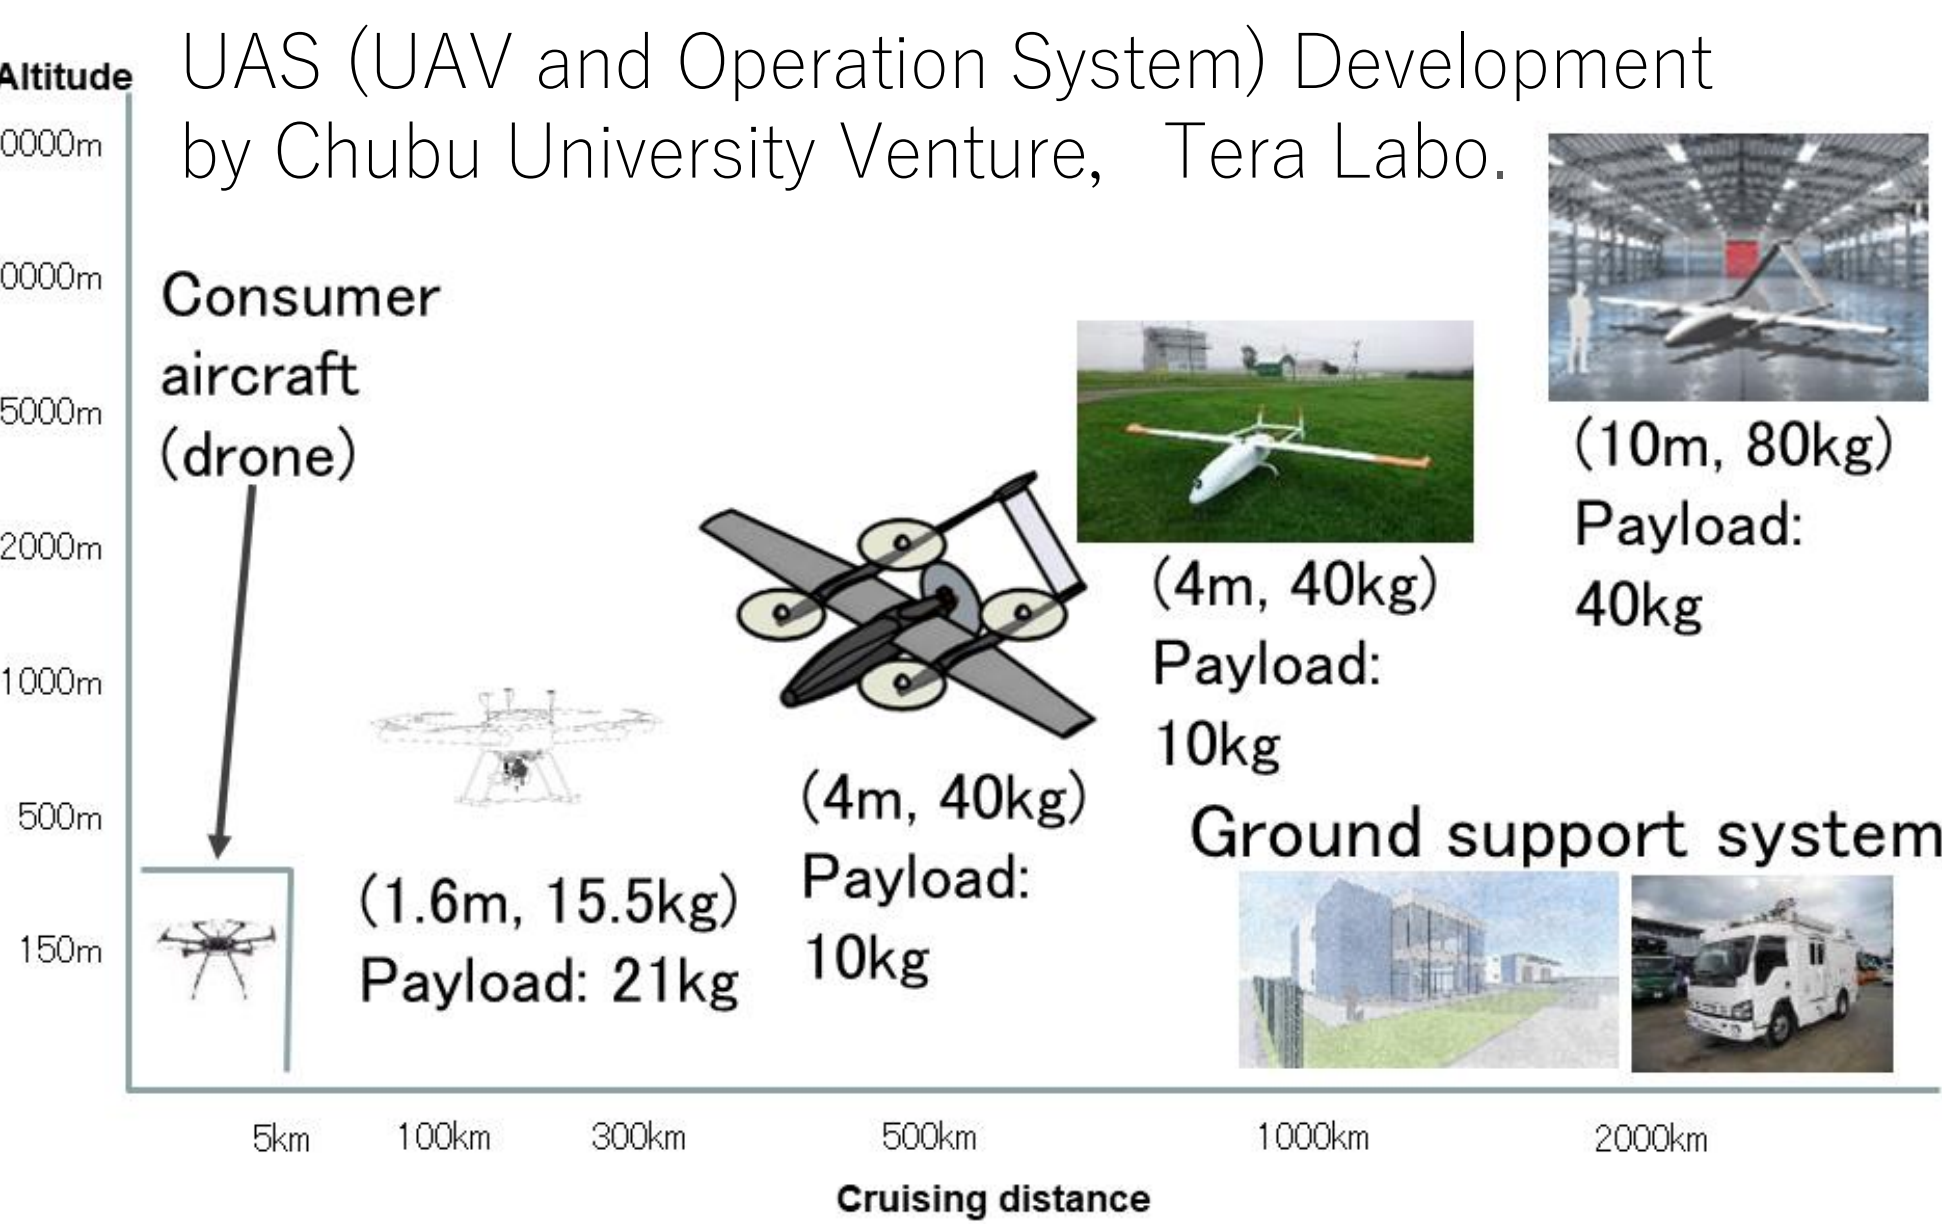 UAS (UAV and Operation System) Development
by Chubu University Venture, Tera Labo.
Altitude
0000m
0000m
5000m
2000m
1000m
500m
150m
Consumer
aircraft
(drone)
(1.6m, 15.5kg)
Payload: 21kg
(4m, 40kg)
Payload:
10kg
(4m, 40kg)
Payload:
10kg
(10m, 80kg)
Payload:
40kg
Ground support system
5km 100km 300km 500km 1000km 2000km
Cruising distance